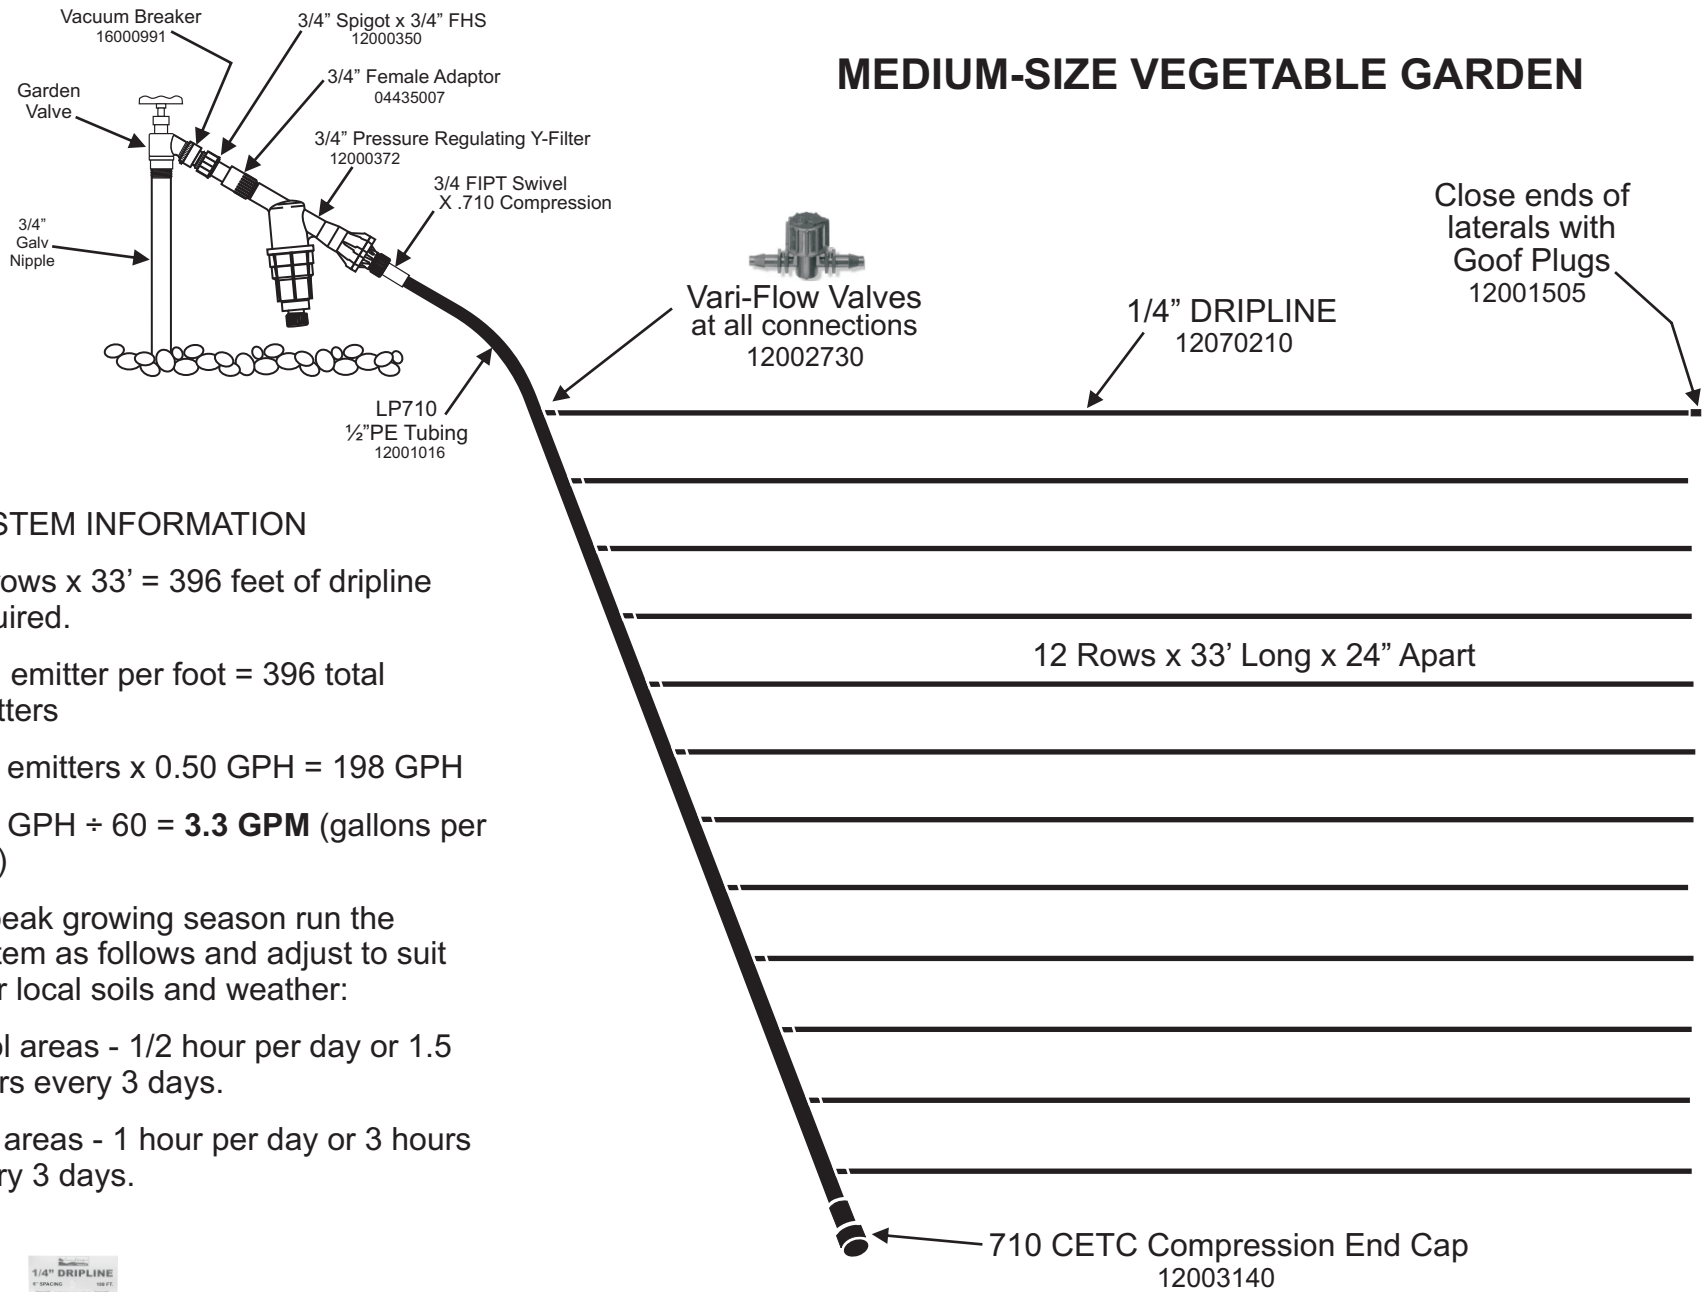 Vacuum Breaker
16000991
3/4” Spigot x 3/4” FHS
12000350
3/4” Female Adaptor
04435007
Garden
Valve
3/4” Pressure Regulating Y-Filter
12000372
3/4 FIPT Swivel
X .710 Compression
3/4”
Galv
Nipple
MEDIUM-SIZE VEGETABLE GARDEN
Close ends of
laterals with
Goof Plugs
12001505
Vari-Flow Valves
at all connections
12002730
1/4” DRIPLINE
12070210
LP710
½”PE Tubing
12001016
STEM INFORMATION
ows x 33’ = 396 feet of dripline
uired.
emitter per foot = 396 total
tters
emitters x 0.50 GPH = 198 GPH
GPH ÷ 60 = 3.3 GPM (gallons per
)
peak growing season run the
tem as follows and adjust to suit
r local soils and weather:
ol areas - 1/2 hour per day or 1.5
rs every 3 days.
areas - 1 hour per day or 3 hours
ry 3 days.
12 Rows x 33’ Long x 24” Apart
710 CETC Compression End Cap
12003140
1/4” DRIPLINE